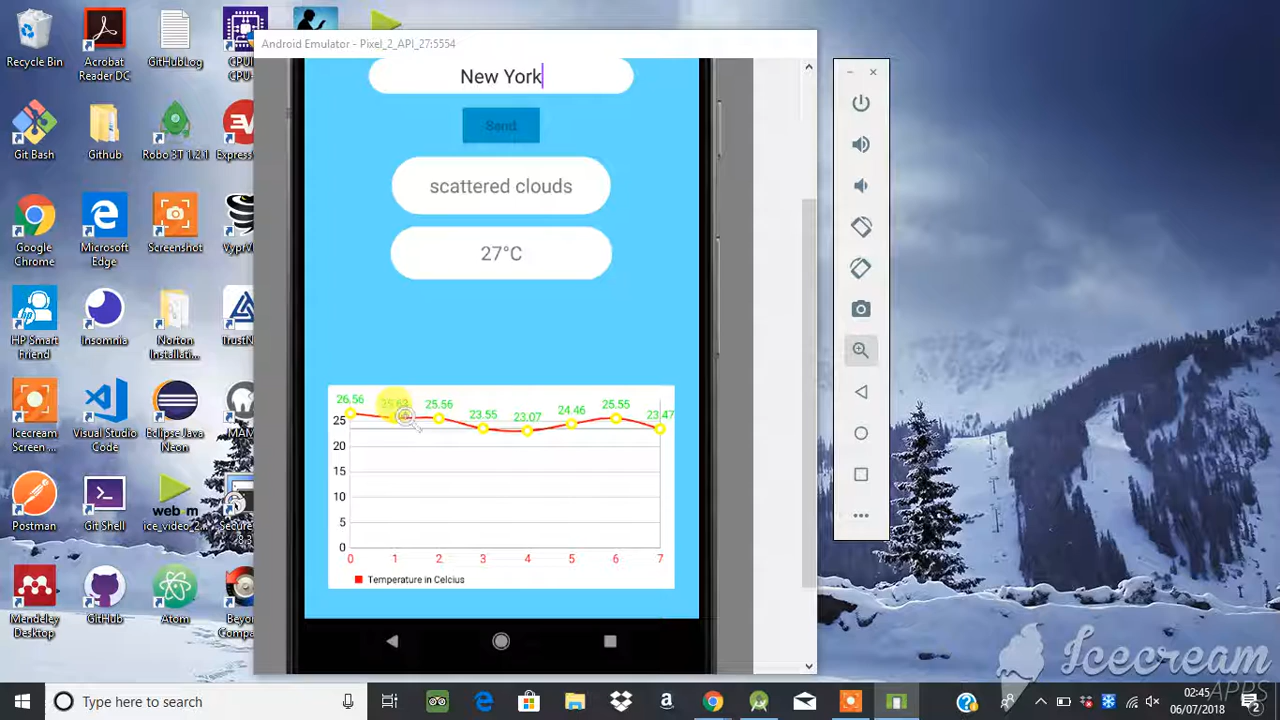 Recycle Bin
Acrobat
Reader DC
GitHubLog
CPU-
Git Bash
Github
Robo 3T 1.2.1
Google
Chrome
Microsoft
Edge
Screenshot
HP Smart
Friend
Insomnia
Norton
Installati...
Icecream
Screen ...
Visual Studio
Code
Eclipse Java
Neon
Postman
Git Shell
ice_video_2...
Mendeley
Desktop
GitHub
Atom
Android Emulator - Pixel_2_API_27:5554
New York
Send
scattered clouds
27°C
26.56
25.56
23.55
23.07
24.46
25.55
23.47
25
20
15
10
5
0
0 1 2 3 4 5 6 7
Temperature in Celcius
Icecream
APPS
Type here to search
02:45
06/07/2018
2